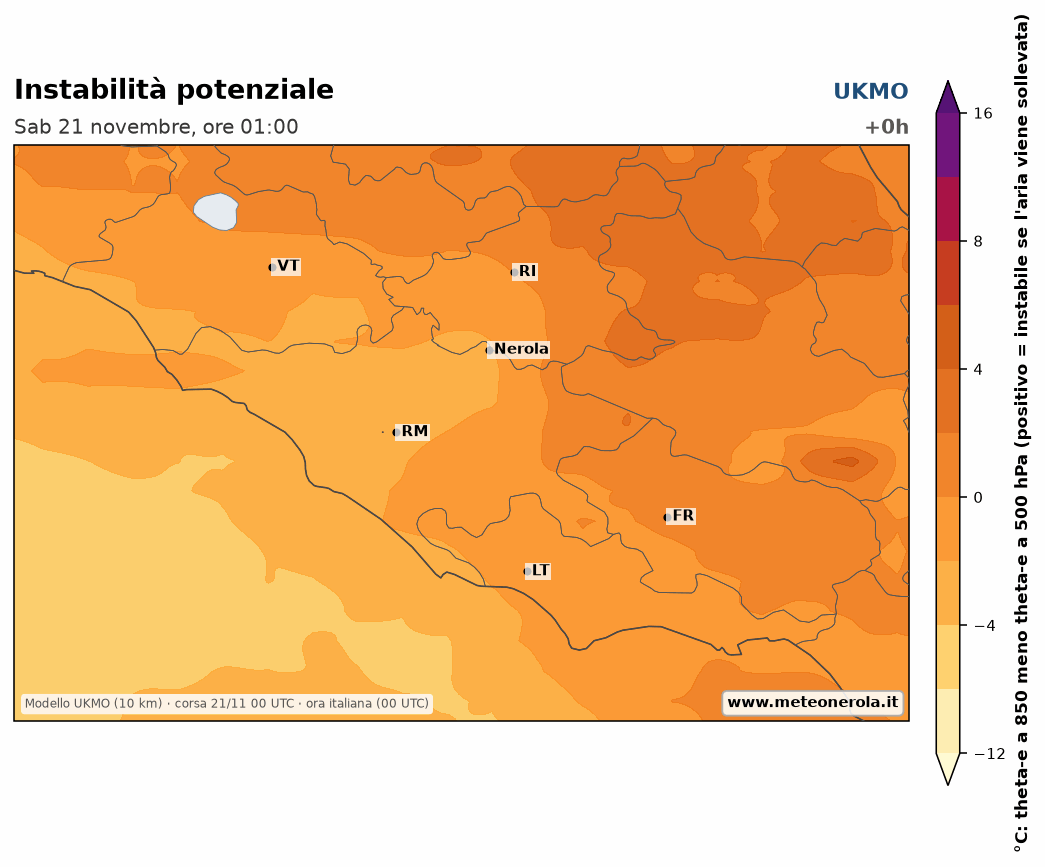 Instabilità potenziale
UKMO
Sab 21 novembre, ore 01:00
+0h
VT
RI
Nerola
RM
FR
LT
Modello UKMO (10 km) · corsa 21/11 00 UTC · ora italiana (00 UTC)
www.meteonerola.it
16
8
4
0
−4
−12
°C: theta-e a 850 meno theta-e a 500 hPa (positivo = instabile se l'aria viene sollevata)